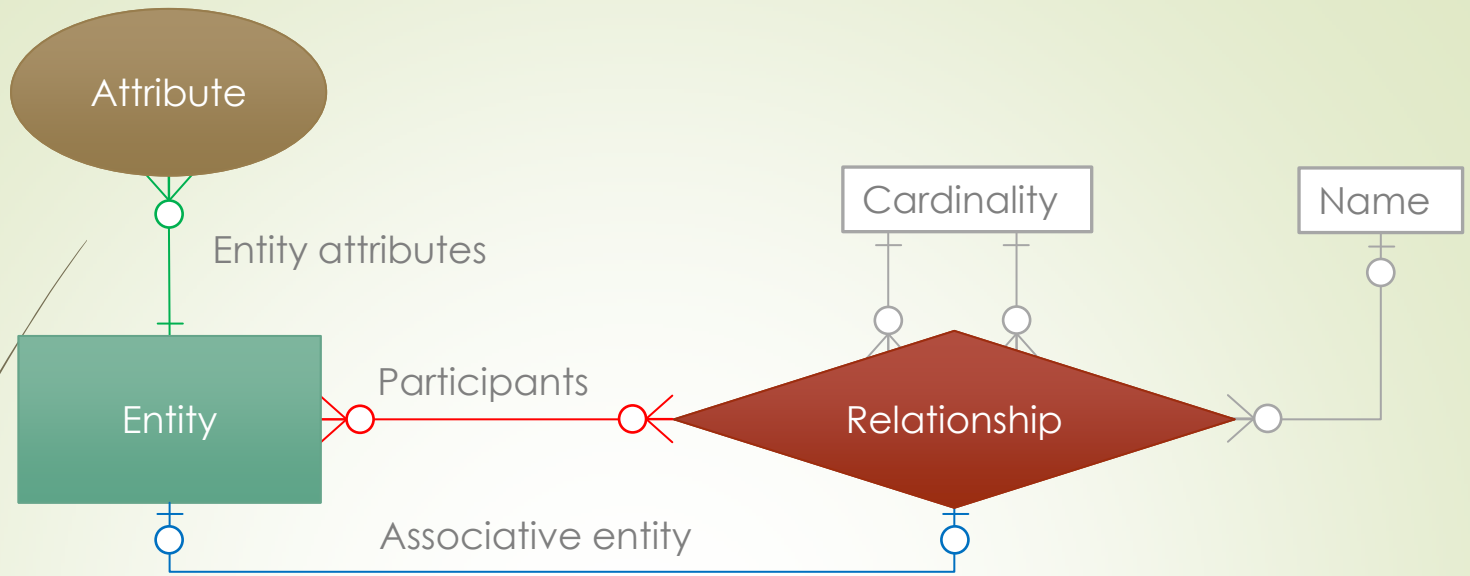 Attribute
Entity attributes
Cardinality
Name
Participants
Entity
Relationship
Associative entity